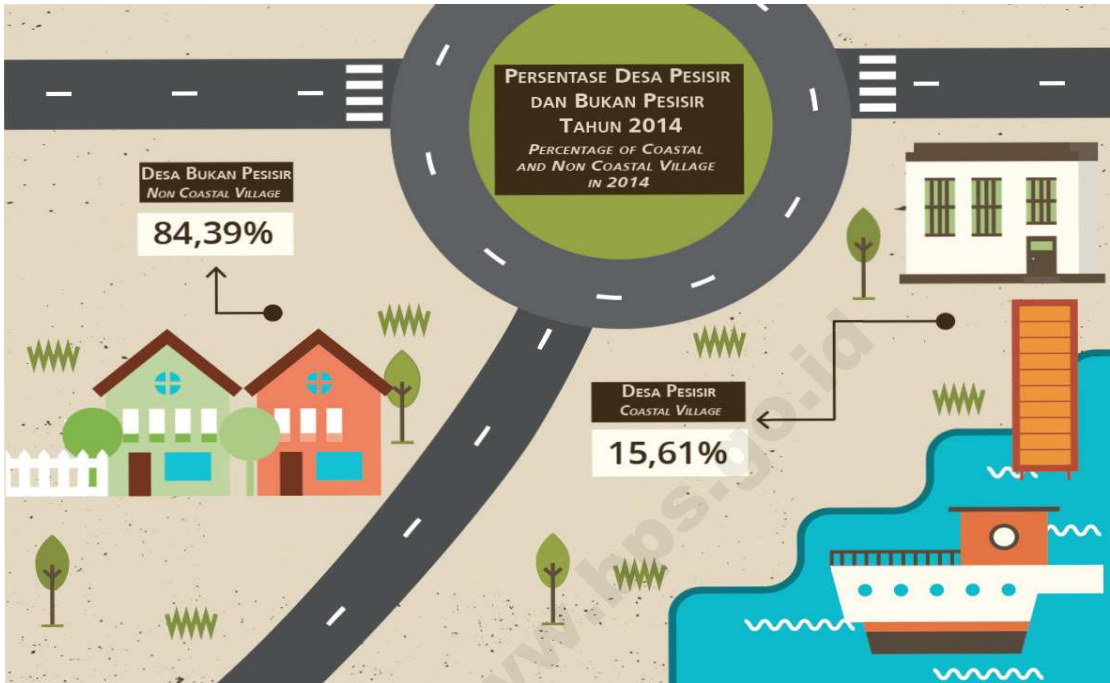 Persentase Desa Pesisir
dan Bukan Pesisir
Tahun 2014
Percentage of Coastal
and Non Coastal Village
in 2014
Desa Bukan Pesisir
Non Coastal Village
84,39%
Desa Pesisir
Coastal Village
15,61%
www.bps.go.id